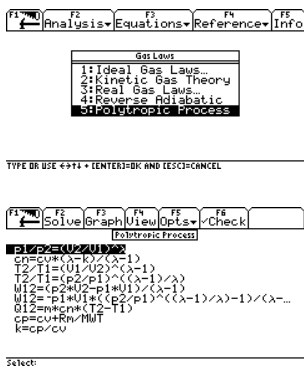 F1 F2 F3 F4 F5
Analysis▾ Equations▾ Reference▾ Info
Gas Laws
1:Ideal Gas Laws…
2:Kinetic Gas Theory
3:Real Gas Laws…
4:Reverse Adiabatic
5:Polytropic Process
TYPE OR USE ←→↑↓ + [ENTER]=OK AND [ESC]=CANCEL
F1 F2 F3 F4 F5 F6
Solve Graph View Opts▾ ✓Check
Polytropic Process
p1/p2=(V2/V1)^λ
cn=cv*(λ-k)/(λ-1)
T2/T1=(V1/V2)^(λ-1)
T2/T1=(p2/p1)^((λ-1)/λ)
W12=(p2*V2-p1*V1)/(λ-1)
W12=-p1*V1*((p2/p1)^((λ-1)/λ)-1)/(λ-…
Q12=m*cn*(T2-T1)
cp=cv+Rm/MWT
k=cp/cv
Select: